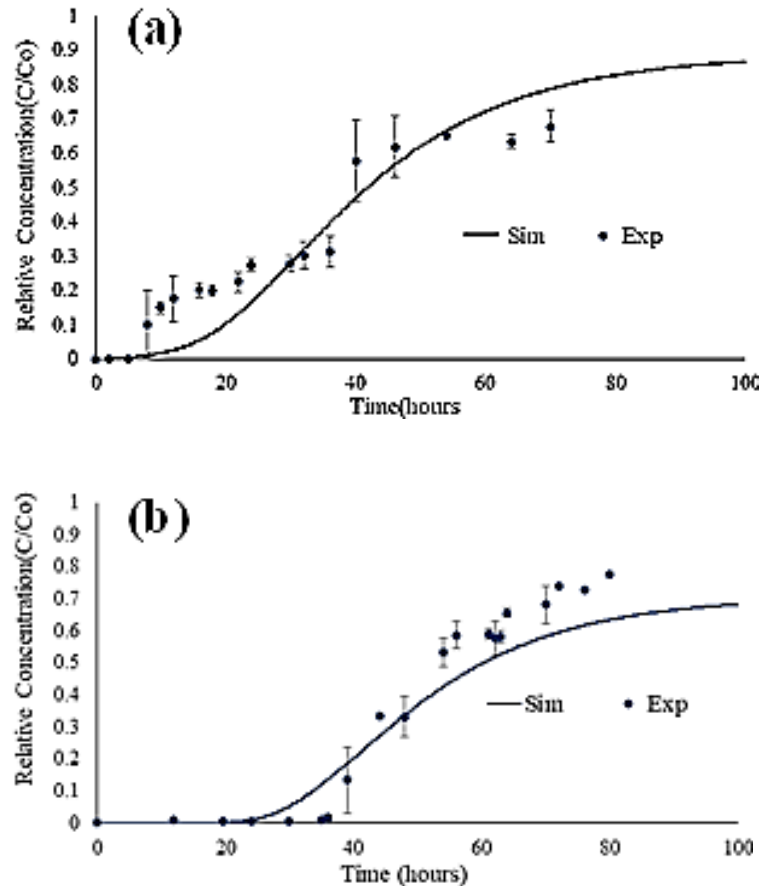 (a)
Relative Concentration(C/Co)
1
0.9
0.8
0.7
0.6
0.5
0.4
0.3
0.2
0.1
0
Sim
Exp
0 20 40 60 80 100
Time(hours
(b)
Relative Concentration(C/Co)
1
0.9
0.8
0.7
0.6
0.5
0.4
0.3
0.2
0.1
0
Sim
Exp
0 20 40 60 80 100
Time (hours)